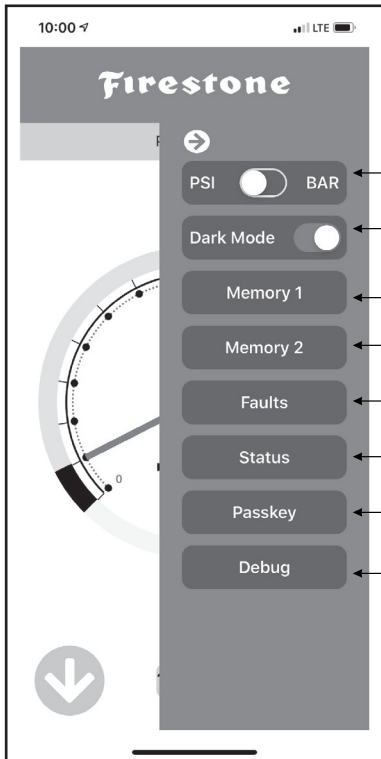 10:00
LTE
Firestone
PSI BAR
Dark Mode
Memory 1
Memory 2
Faults
Status
Passkey
Debug
0